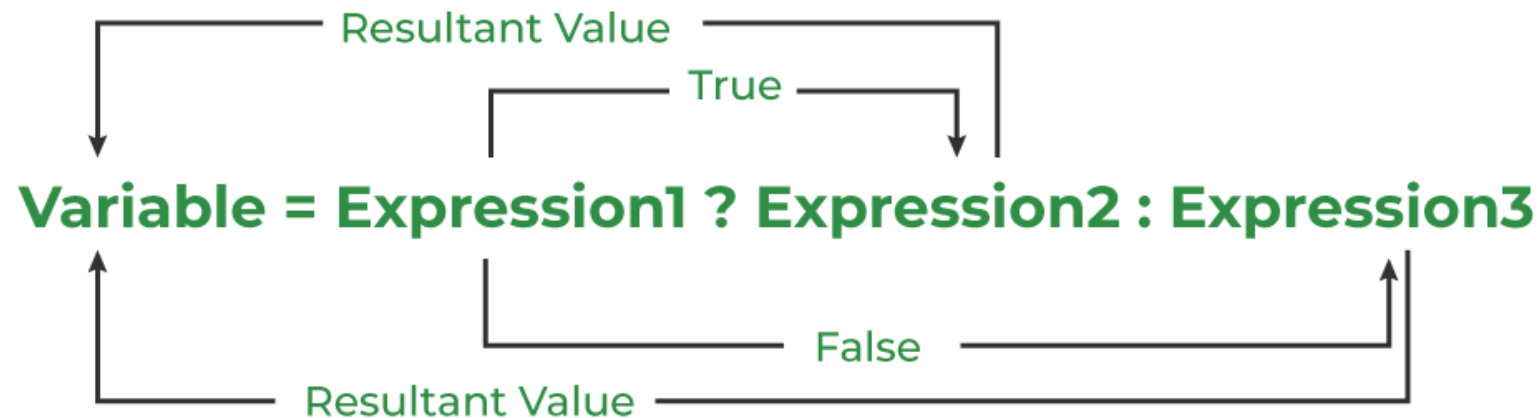 Resultant Value
True
Variable = Expression1 ? Expression2 : Expression3
False
Resultant Value